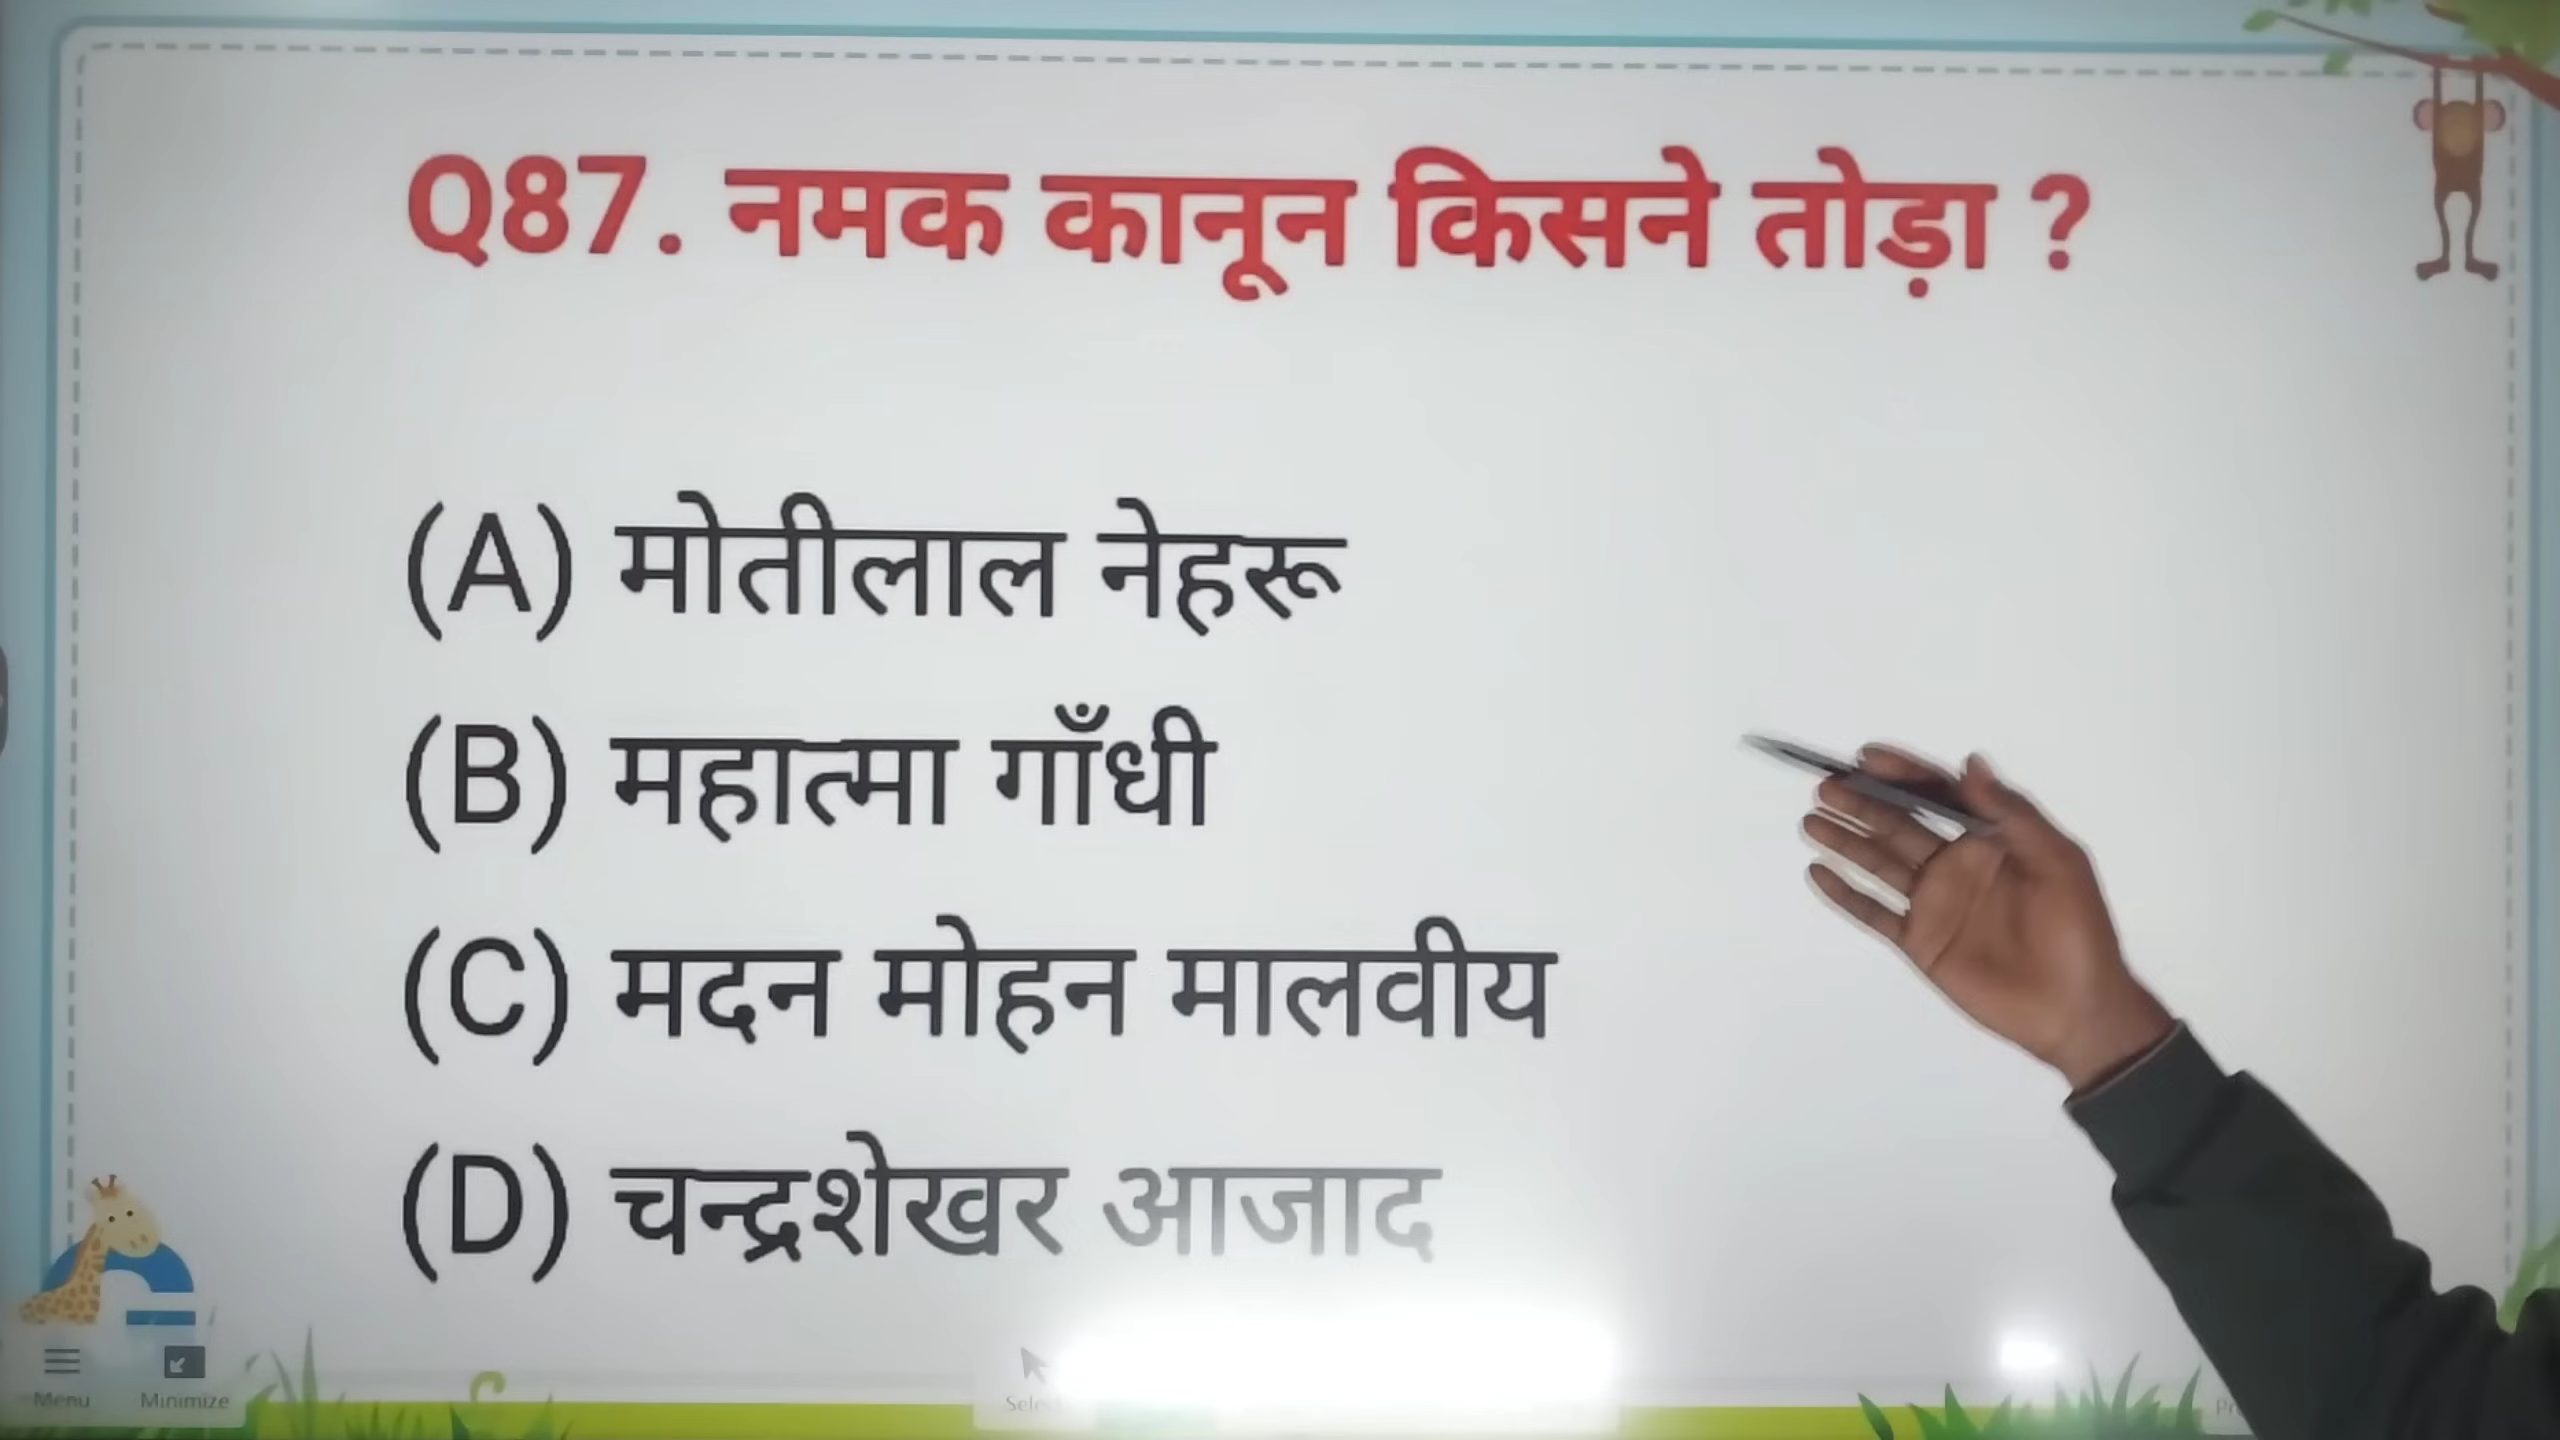 Q87. नमक कानून किसने तोड़ा ?
(A) मोतीलाल नेहरू
(B) महात्मा गाँधी
(C) मदन मोहन मालवीय
(D) चन्द्रशेखर आजाद
Menu Minimize